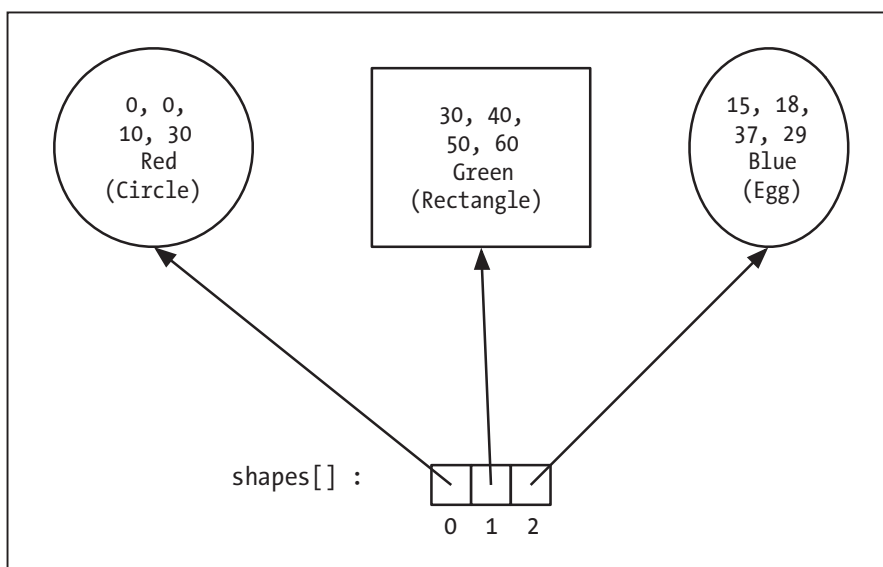 0, 0,
10, 30
Red
(Circle)
30, 40,
50, 60
Green
(Rectangle)
15, 18,
37, 29
Blue
(Egg)
shapes[] :
0 1 2